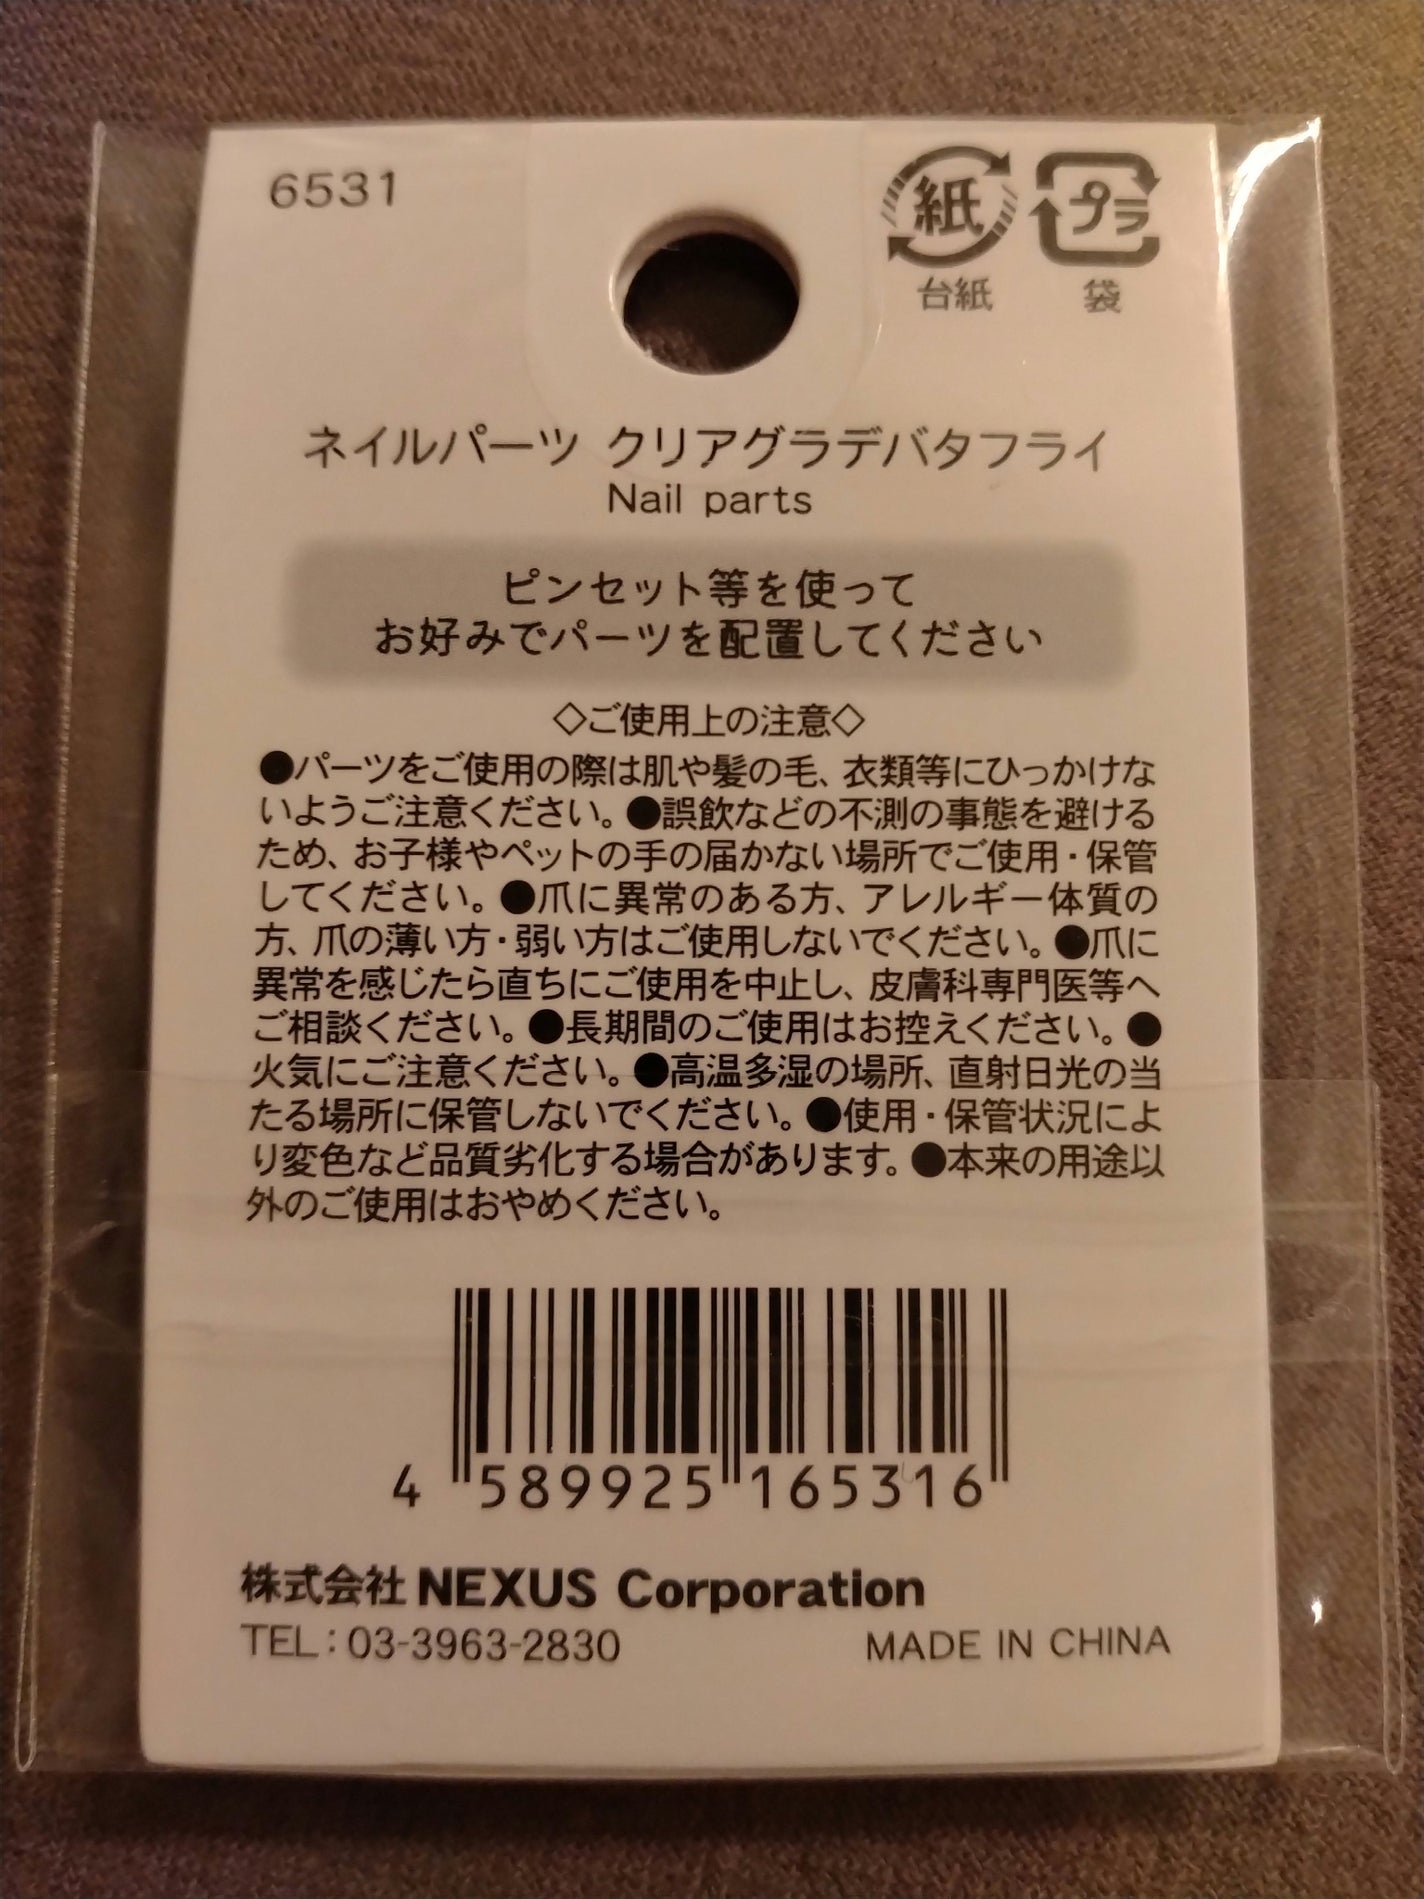 6531
紙 プラ
台紙 袋
ネイルパーツ クリアグラデバタフライ
Nail parts
ピンセット等を使って
お好みでパーツを配置してください
◇ご使用上の注意◇
●パーツをご使用の際は肌や髪の毛、衣類等にひっかけな
いようご注意ください。●誤飲などの不測の事態を避ける
ため、お子様やペットの手の届かない場所でご使用・保管
してください。●爪に異常のある方、アレルギー体質の
方、爪の薄い方・弱い方はご使用しないでください。●爪に
異常を感じたら直ちにご使用を中止し、皮膚科専門医等へ
ご相談ください。●長期間のご使用はお控えください。●
火気にご注意ください。●高温多湿の場所、直射日光の当
たる場所に保管しないでください。●使用・保管状況によ
り変色など品質劣化する場合があります。●本来の用途以
外のご使用はおやめください。
4 589925 165316
株式会社 NEXUS Corporation
TEL：03-3963-2830 MADE IN CHINA